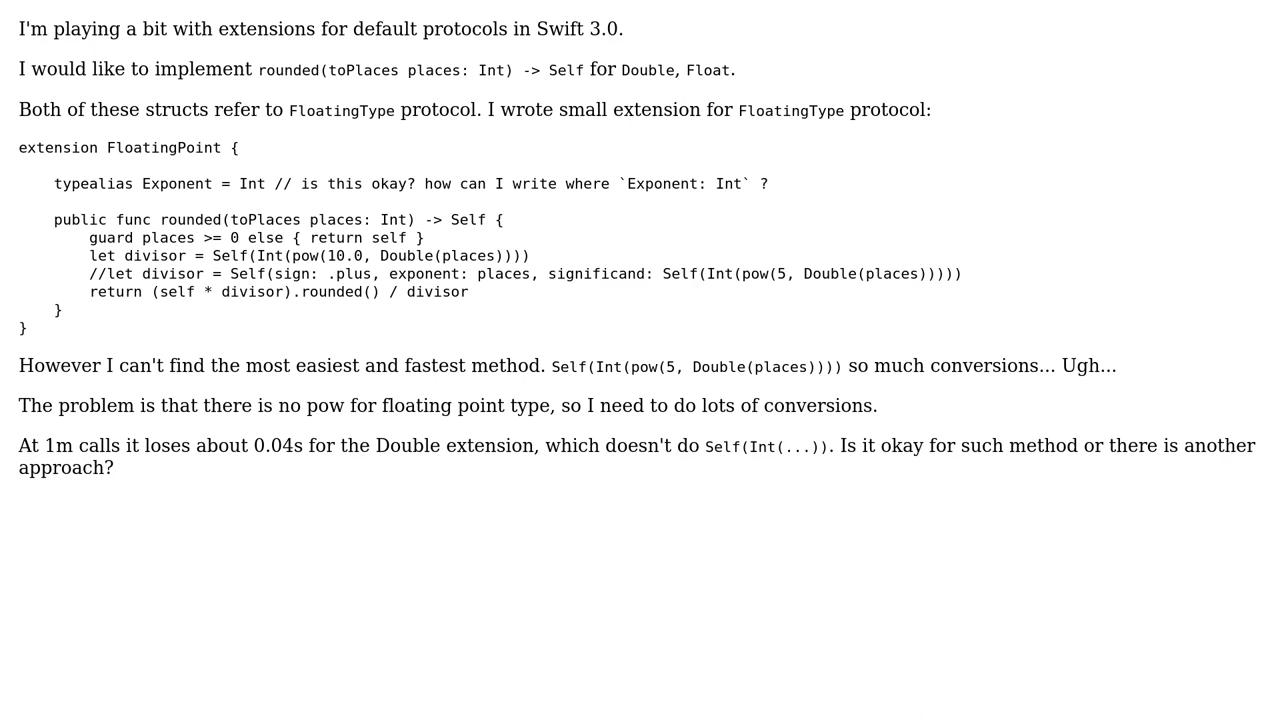 I'm playing a bit with extensions for default protocols in Swift 3.0.
I would like to implement rounded(toPlaces places: Int) -> Self for Double, Float.
Both of these structs refer to FloatingType protocol. I wrote small extension for FloatingType protocol:
extension FloatingPoint {
    typealias Exponent = Int // is this okay? how can I write where `Exponent: Int` ?
    public func rounded(toPlaces places: Int) -> Self {
        guard places >= 0 else { return self }
        let divisor = Self(Int(pow(10.0, Double(places))))
        //let divisor = Self(sign: .plus, exponent: places, significand: Self(Int(pow(5, Double(places)))))
        return (self * divisor).rounded() / divisor
    }
}
However I can't find the most easiest and fastest method. Self(Int(pow(5, Double(places)))) so much conversions... Ugh...
The problem is that there is no pow for floating point type, so I need to do lots of conversions.
At 1m calls it loses about 0.04s for the Double extension, which doesn't do Self(Int(...)). Is it okay for such method or there is another
approach?